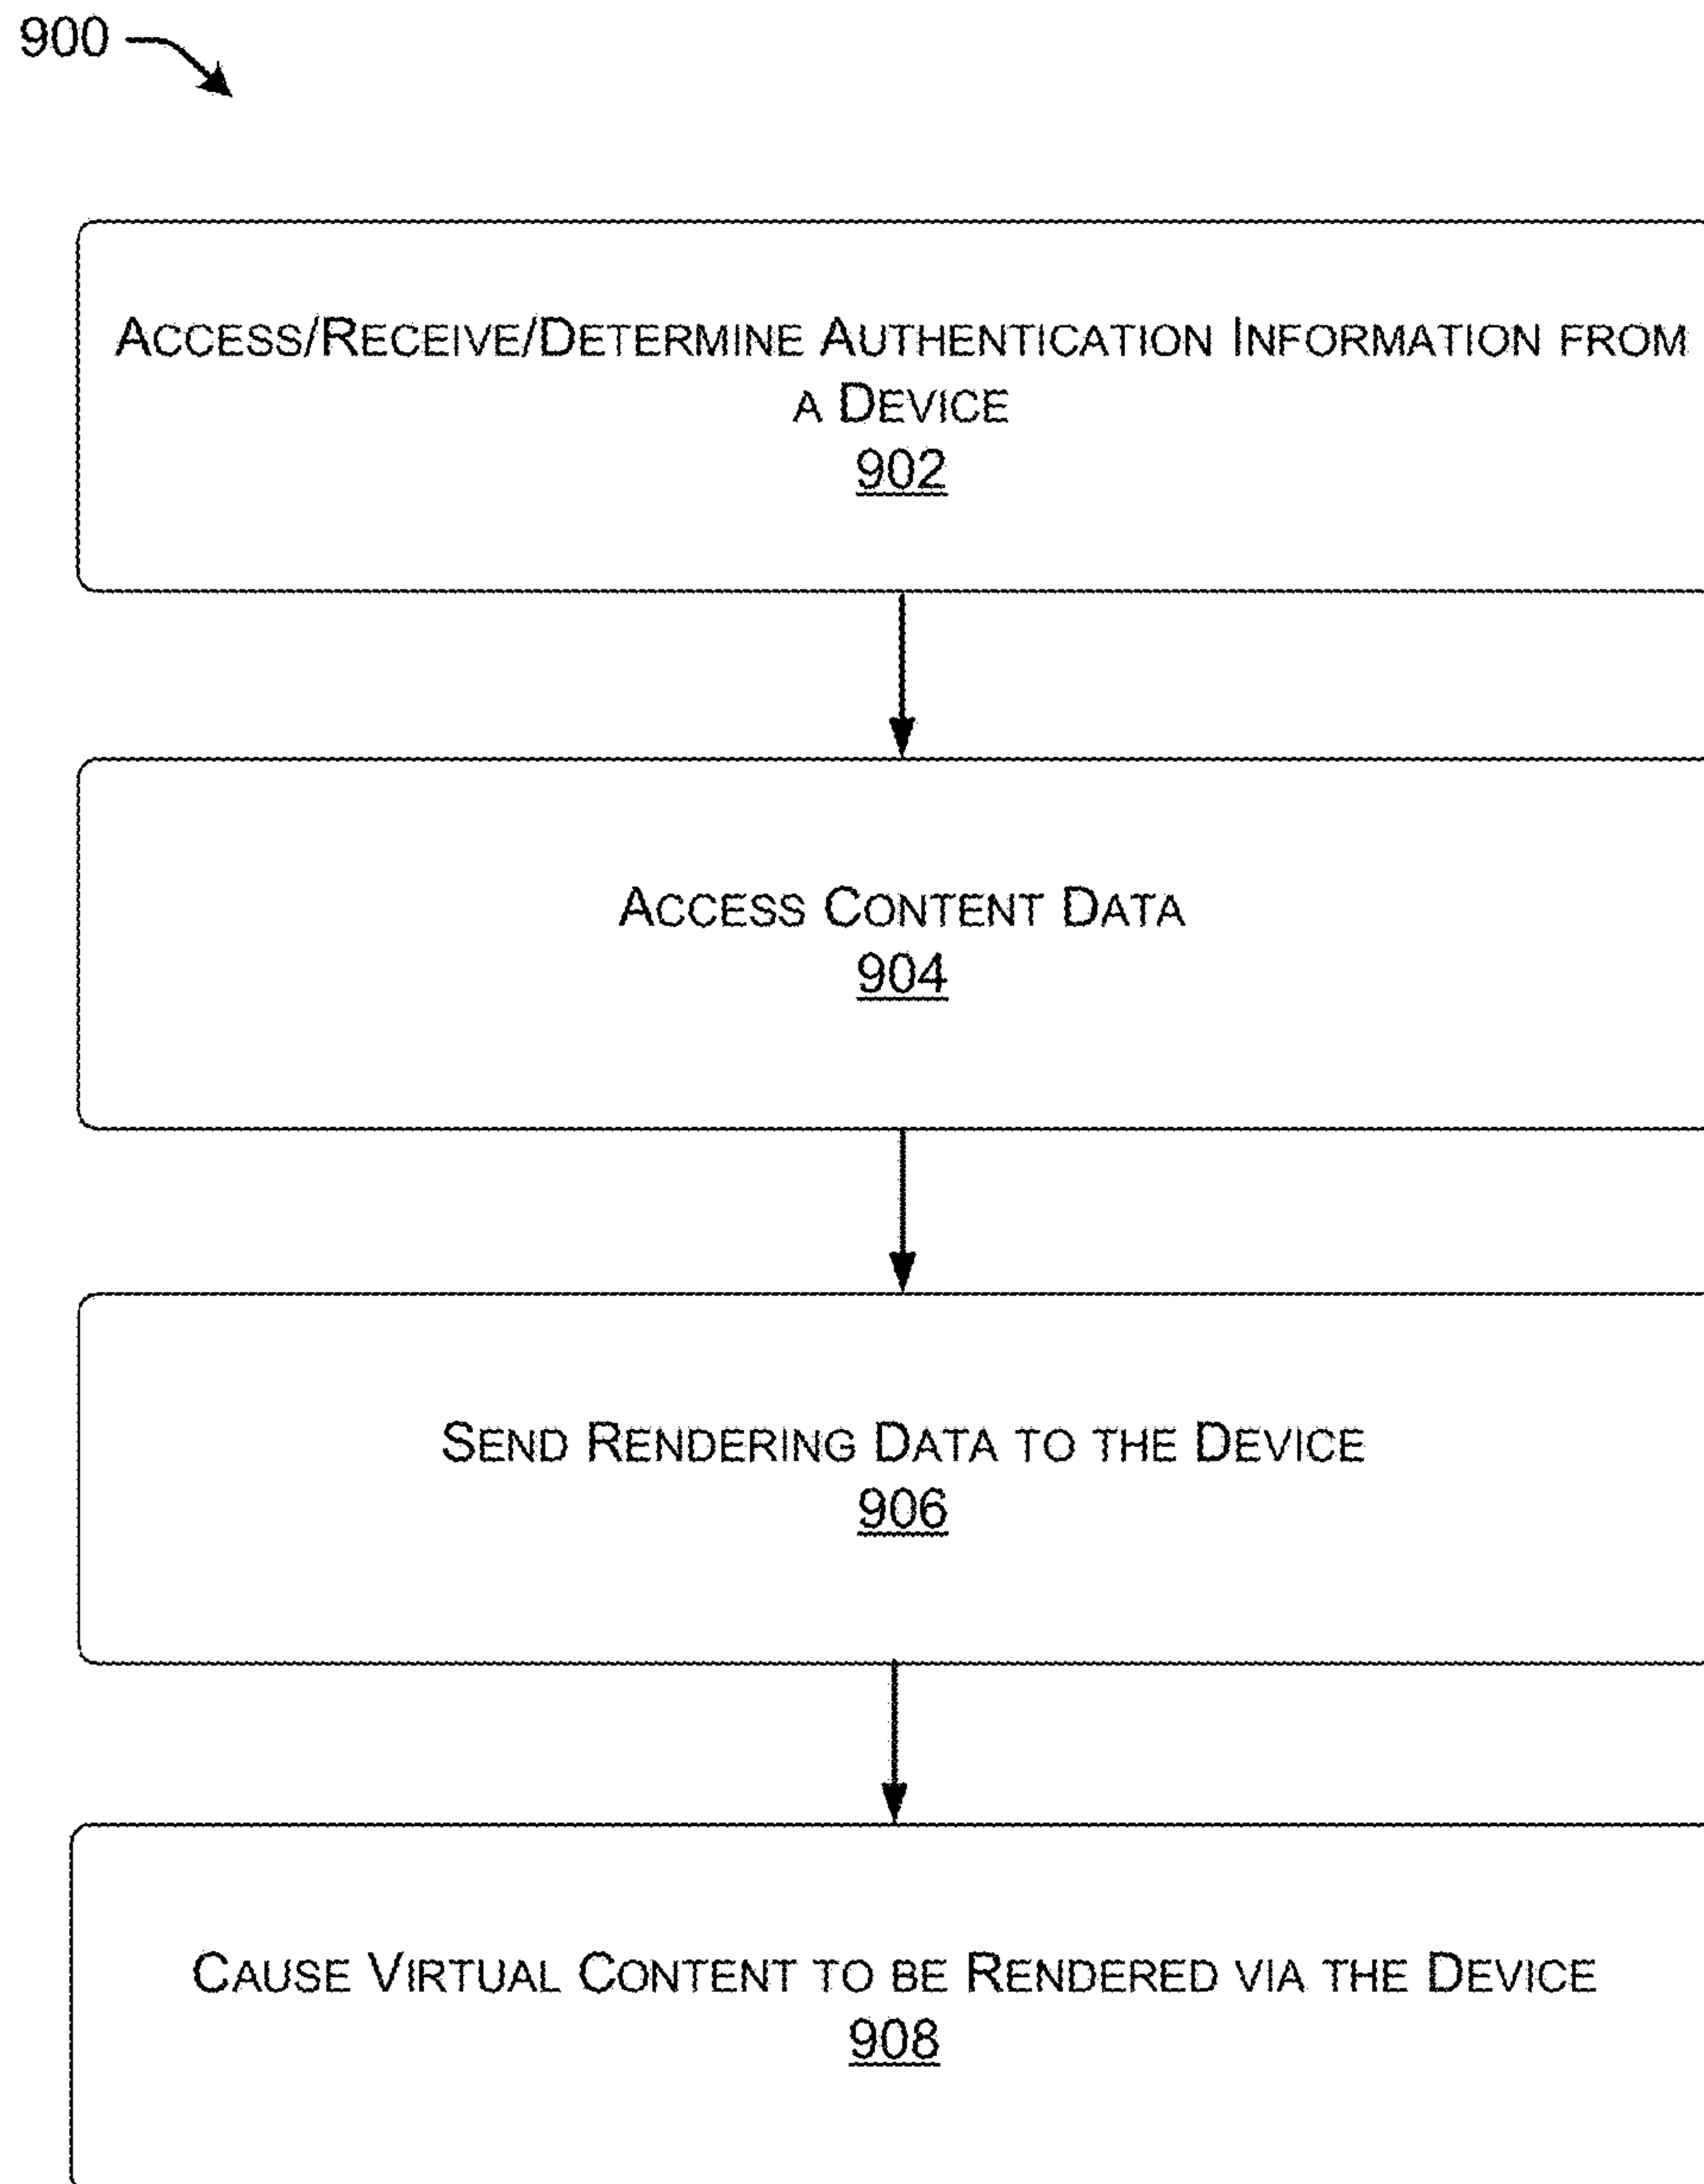 900
ACCESS/RECEIVE/DETERMINE AUTHENTICATION INFORMATION FROM
A DEVICE
902
ACCESS CONTENT DATA
904
SEND RENDERING DATA TO THE DEVICE
906
CAUSE VIRTUAL CONTENT TO BE RENDERED VIA THE DEVICE
908